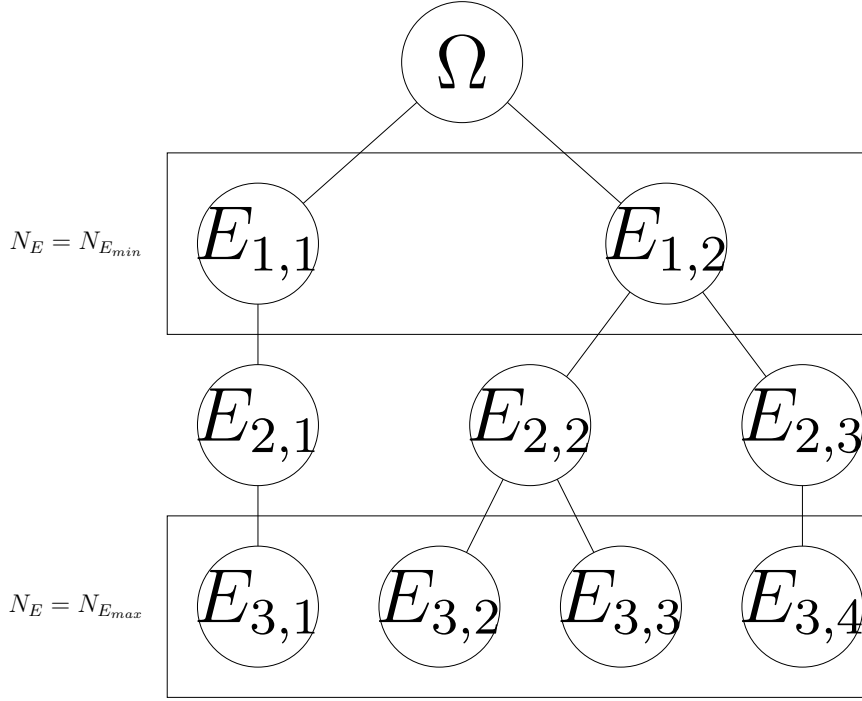 Ω
N_E = N_{E_{min}}
E_{1,1} E_{1,2}
E_{2,1} E_{2,2} E_{2,3}
N_E = N_{E_{max}}
E_{3,1} E_{3,2} E_{3,3} E_{3,4}